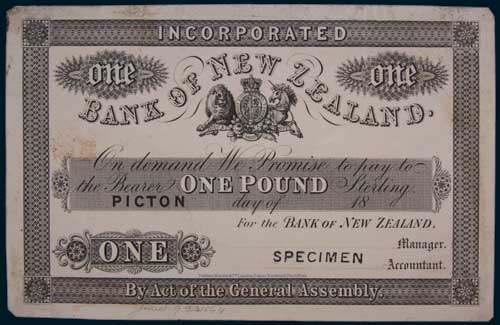 INCORPORATED
one one
BANK OF NEW ZEALAND.
On demand We Promise to pay to
the Bearer ONE POUND Sterling.
PICTON day of 18
For the BANK OF NEW ZEALAND.
Manager.
ONE SPECIMEN
Accountant.
By Act of the General Assembly.